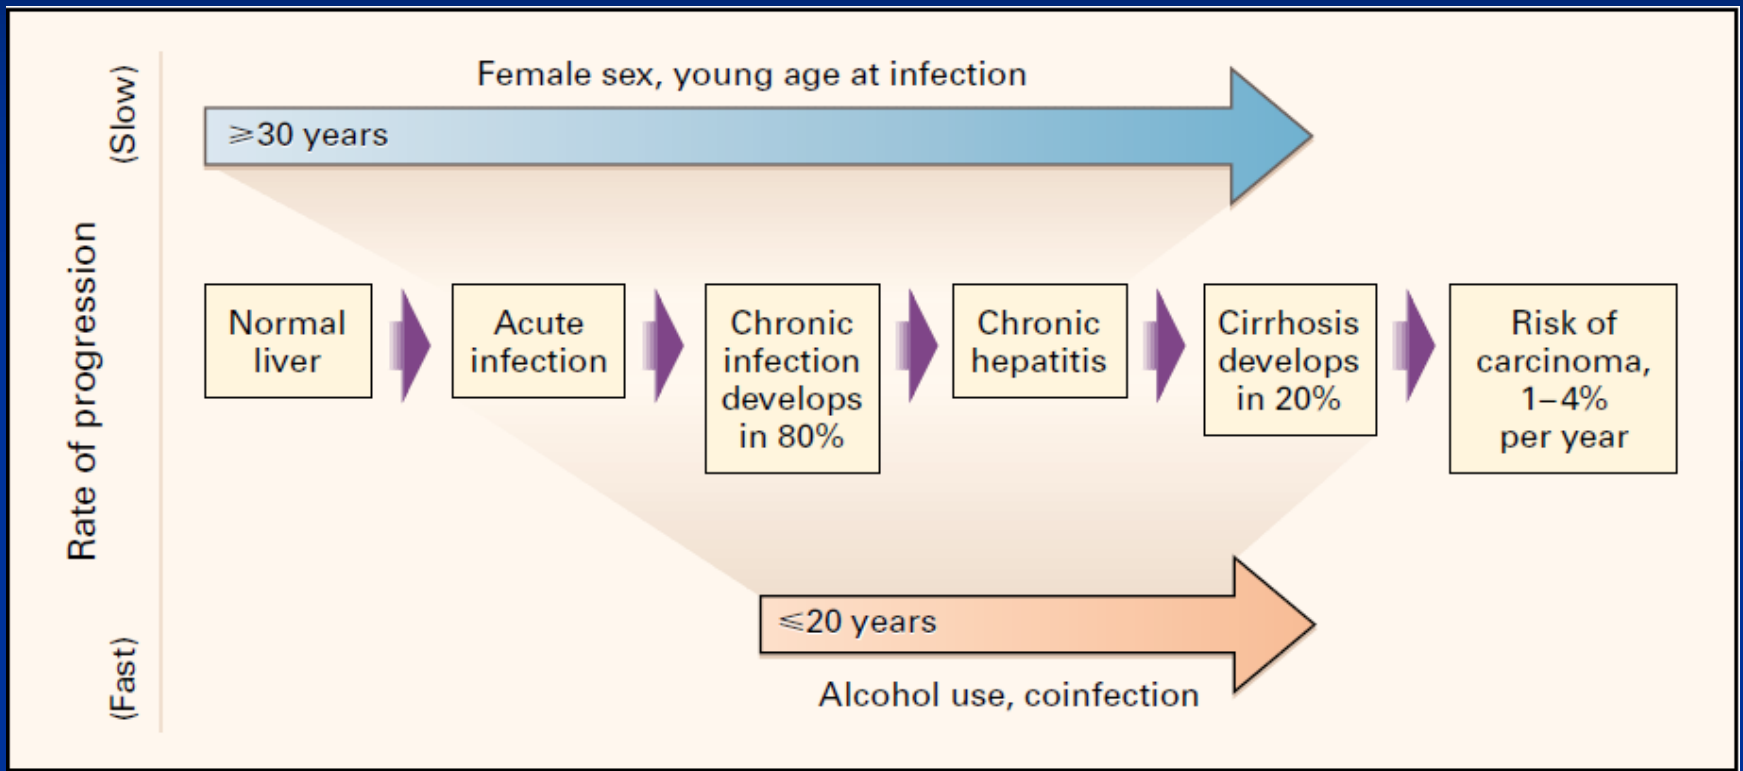 Rate of progression
(Slow)
(Fast)
Female sex, young age at infection
⩾30 years
Normal
liver
Acute
infection
Chronic
infection
develops
in 80%
Chronic
hepatitis
Cirrhosis
develops
in 20%
Risk of
carcinoma,
1–4%
per year
⩽20 years
Alcohol use, coinfection